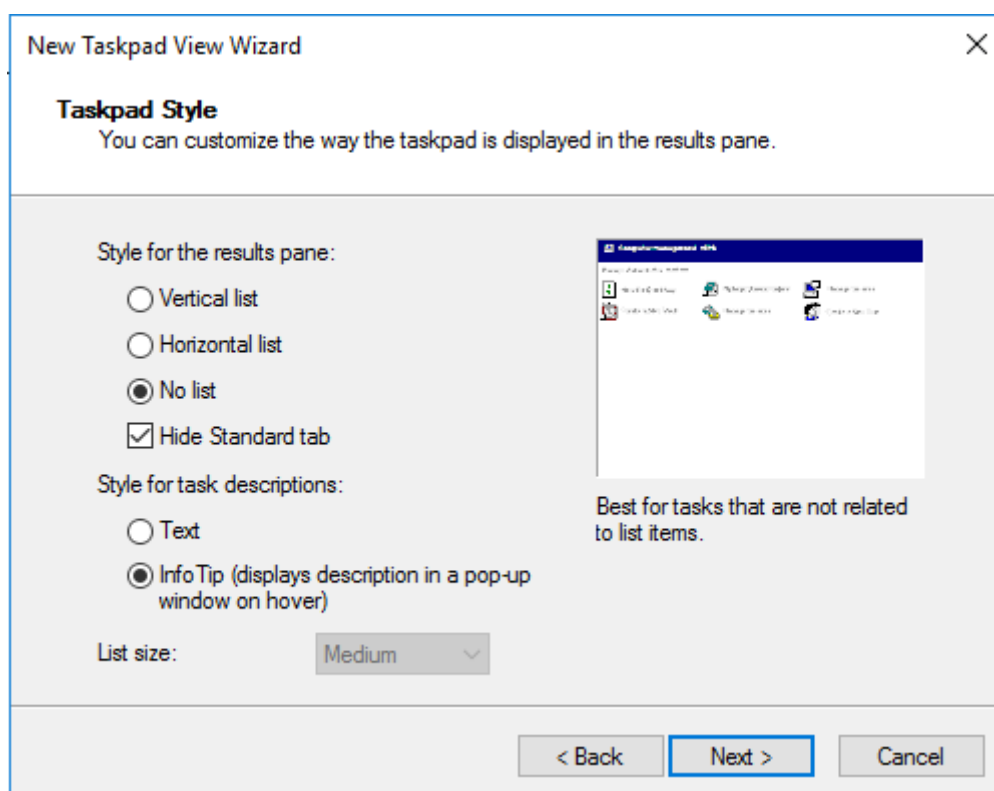 New Taskpad View Wizard
Taskpad Style
You can customize the way the taskpad is displayed in the results pane.
Style for the results pane:
Vertical list
Horizontal list
No list
Hide Standard tab
Style for task descriptions:
Text
InfoTip (displays description in a pop-up
window on hover)
List size:
Medium
Best for tasks that are not related
to list items.
< Back
Next >
Cancel